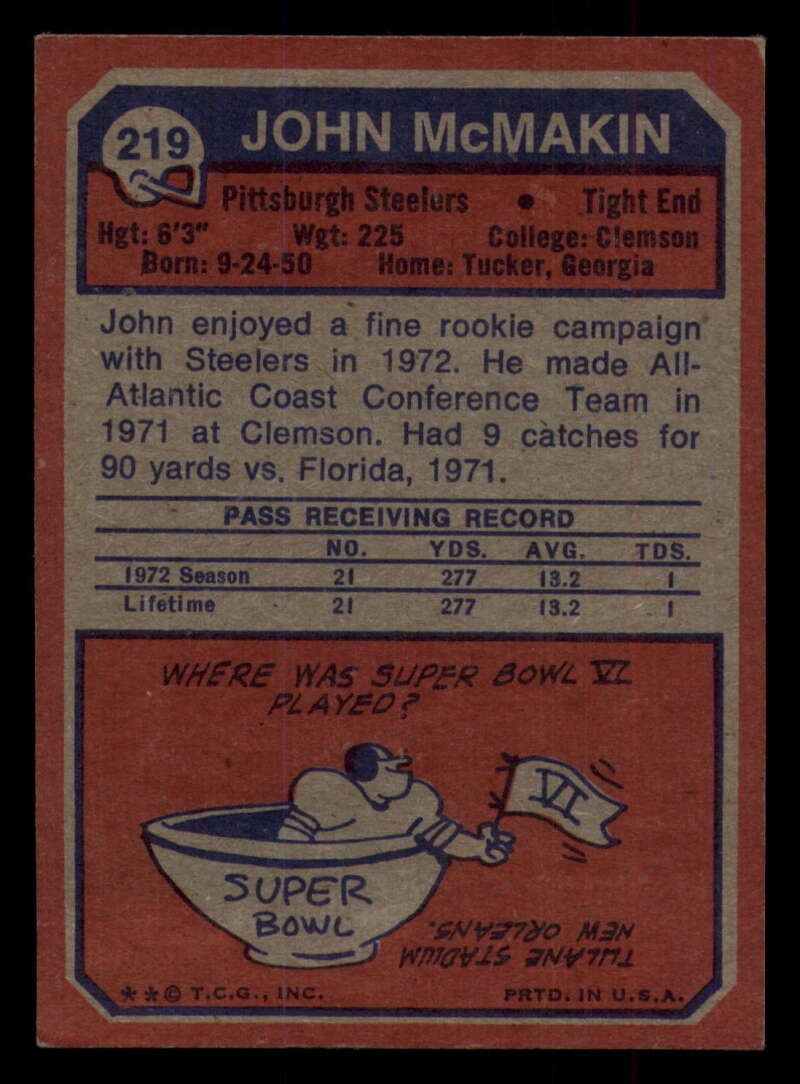 219 JOHN McMAKIN
Pittsburgh Steelers • Tight End
Hgt: 6'3" Wgt: 225 College: Clemson
Born: 9-24-50 Home: Tucker, Georgia
John enjoyed a fine rookie campaign
with Steelers in 1972. He made All-
Atlantic Coast Conference Team in
1971 at Clemson. Had 9 catches for
90 yards vs. Florida, 1971.
PASS RECEIVING RECORD
NO. YDS. AVG. TDS.
1972 Season 21 277 13.2 1
Lifetime 21 277 13.2 1
WHERE WAS SUPER BOWL VI
PLAYED?
VI
SUPER
BOWL
TULANE STADIUM
NEW ORLEANS.
**© T.C.G., INC. PRTD. IN U.S.A.